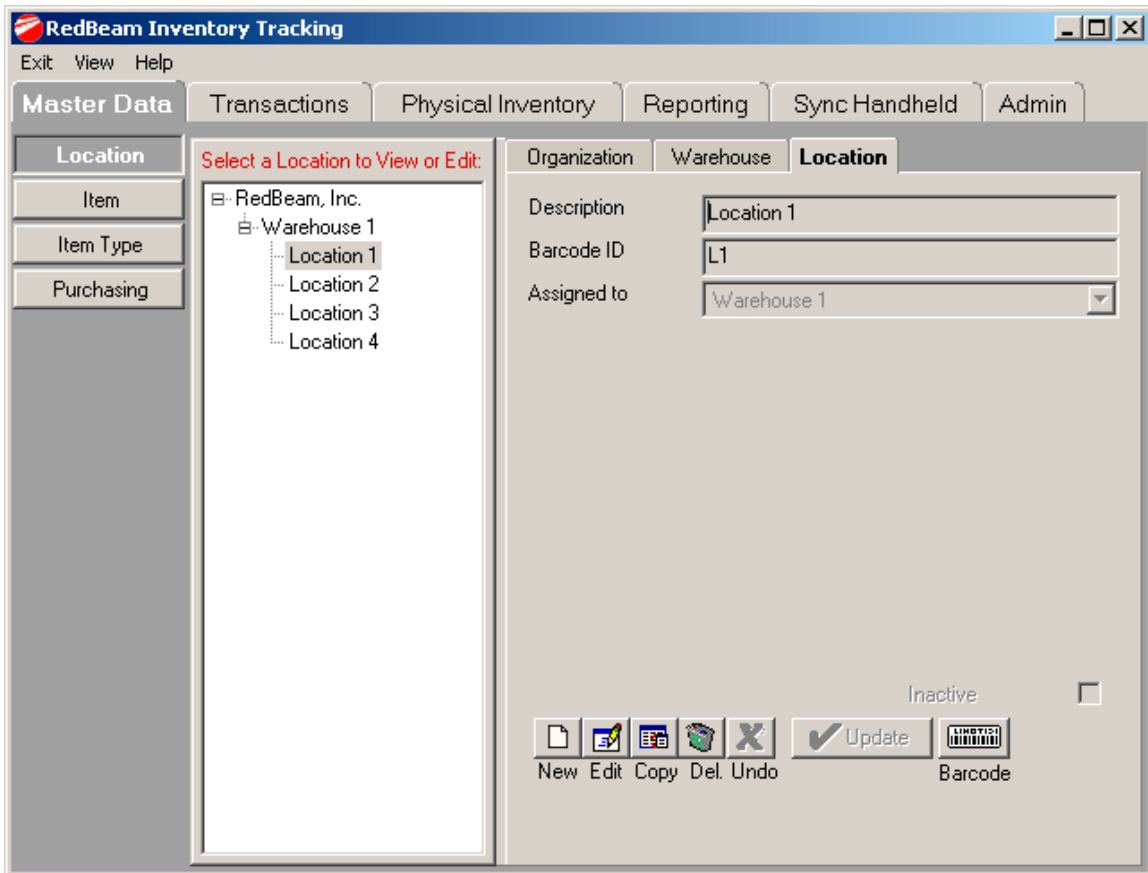 RedBeam Inventory Tracking
Exit View Help
Master Data Transactions Physical Inventory Reporting Sync Handheld Admin
Location
Item
Item Type
Purchasing
Select a Location to View or Edit:
RedBeam, Inc.
Warehouse 1
Location 1
Location 2
Location 3
Location 4
Organization Warehouse Location
Description Location 1
Barcode ID L1
Assigned to Warehouse 1
Inactive
Update
New Edit Copy Del. Undo Barcode